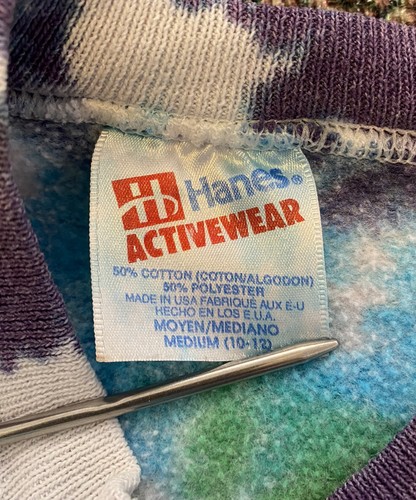 Hanes®
ACTIVEWEAR
50% COTTON (COTON/ALGODON)
50% POLYESTER
MADE IN USA FABRIQUÉ AUX E-U
HECHO EN LOS E.U.A.
MOYEN/MEDIANO
MEDIUM (10-12)